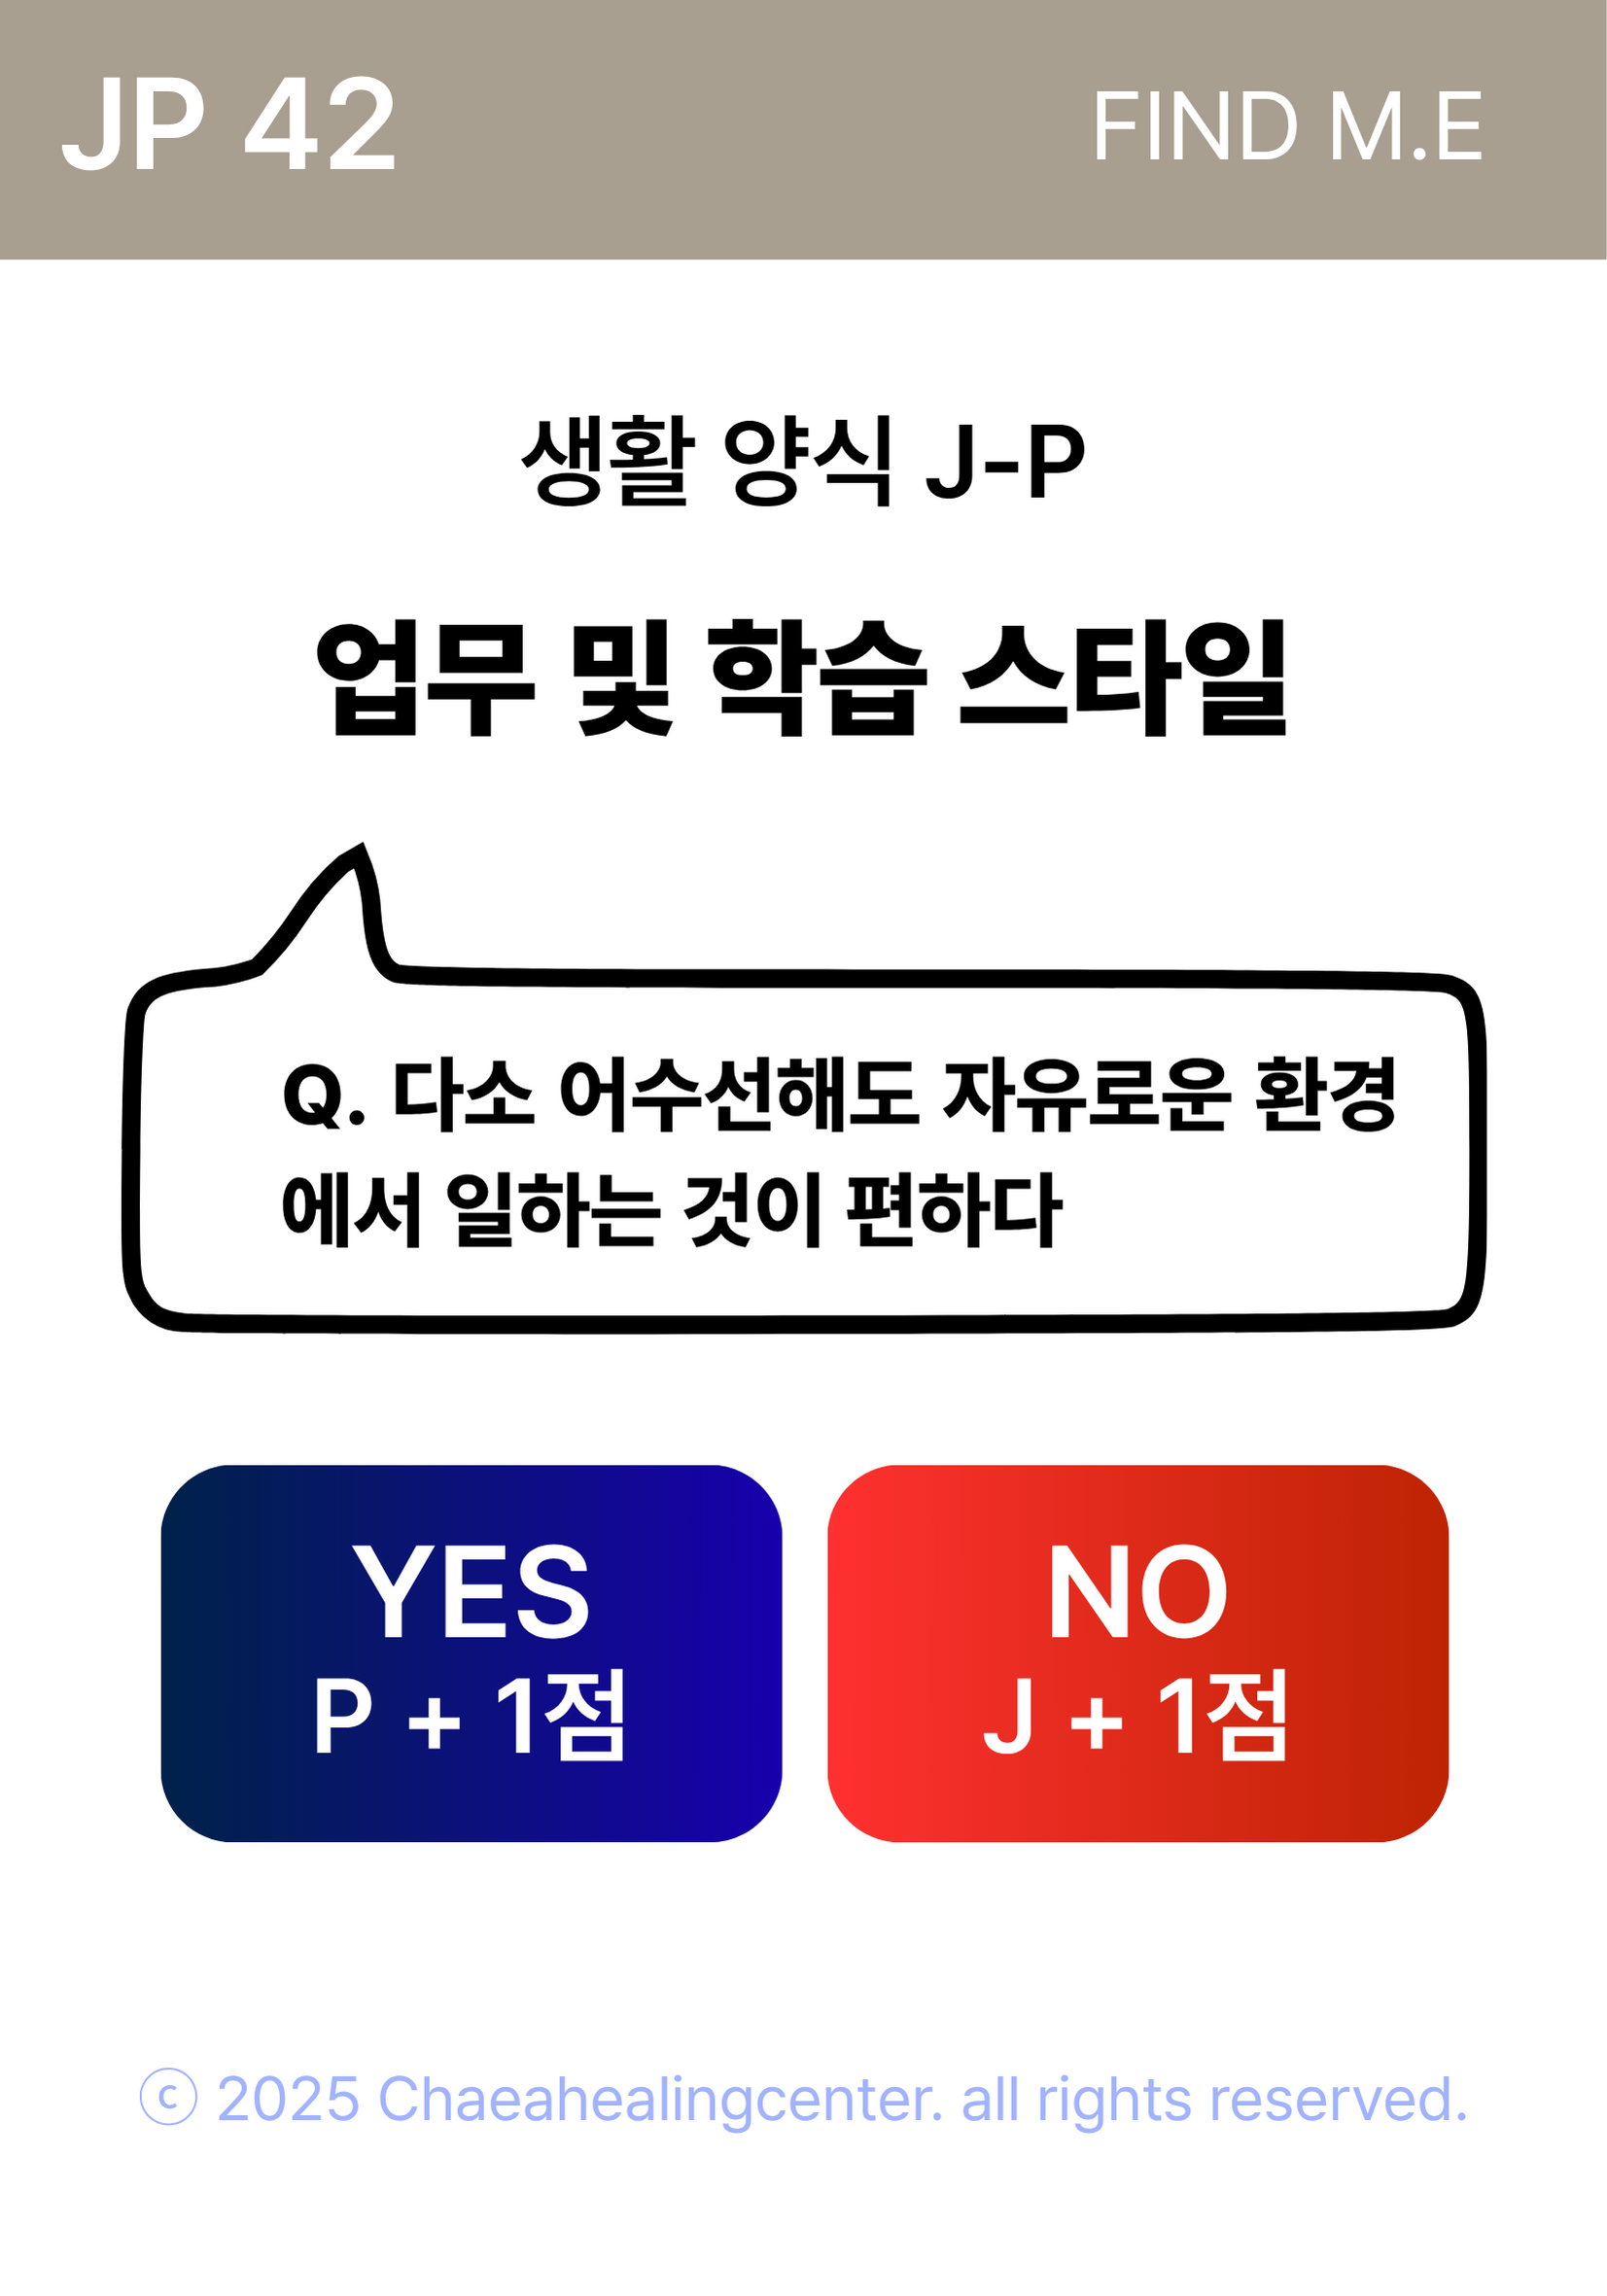 JP 42
FIND M.E
생활 양식 J-P
업무 및 학습 스타일
Q. 다소 어수선해도 자유로운 환경
에서 일하는 것이 편하다
YES
P + 1점
NO
J + 1점
© 2025 Chaeahealingcenter. all rights reserved.